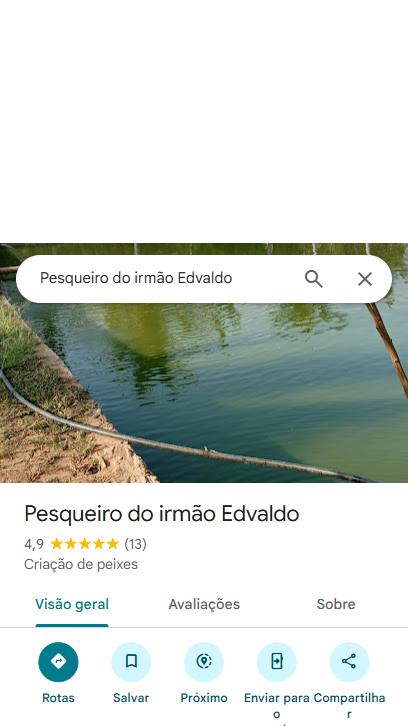 Pesqueiro do irmão Edvaldo
Pesqueiro do irmão Edvaldo
4,9 (13)
Criação de peixes
Visão geral Avaliações Sobre
Rotas Salvar Próximo Enviar para Compartilha
o r